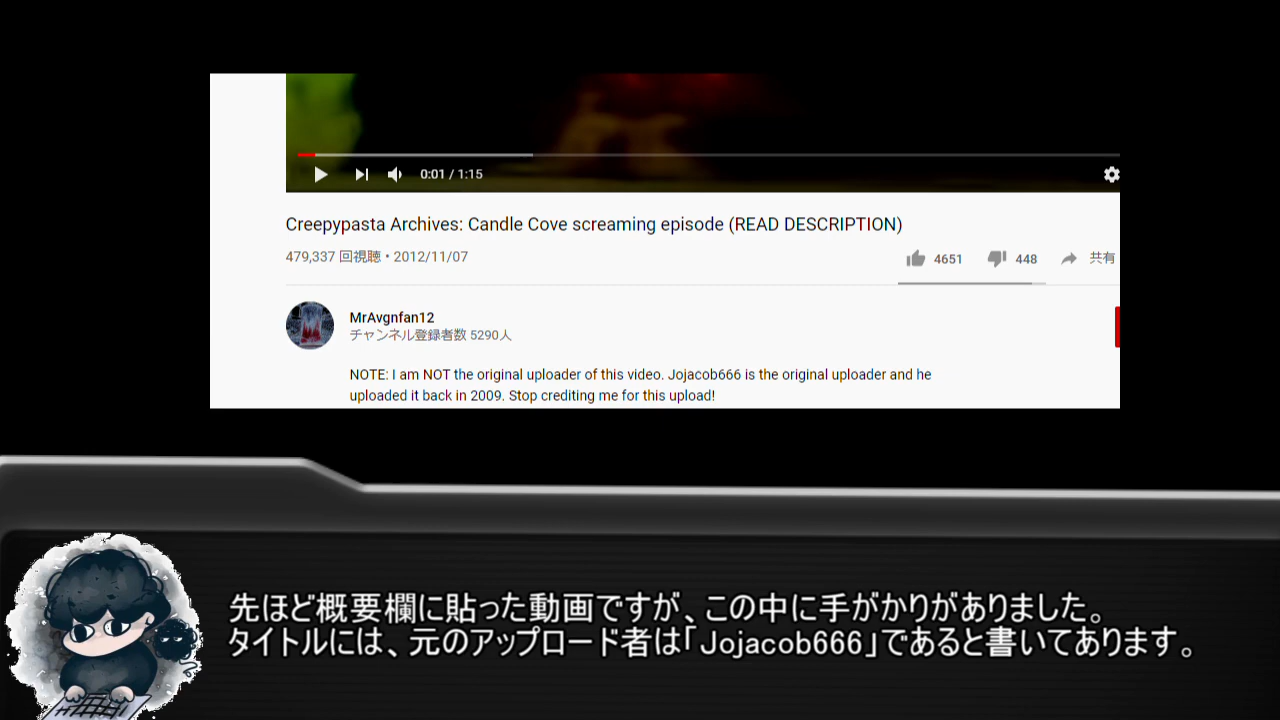 0:01 / 1:15
Creepypasta Archives: Candle Cove screaming episode (READ DESCRIPTION)
479,337 回視聴 • 2012/11/07
4651 448 共有
MrAvgnfan12
チャンネル登録者数 5290人
NOTE: I am NOT the original uploader of this video. Jojacob666 is the original uploader and he
uploaded it back in 2009. Stop crediting me for this upload!
先ほど概要欄に貼った動画ですが、この中に手がかりがありました。
タイトルには、元のアップロード者は「Jojacob666」であると書いてあります。